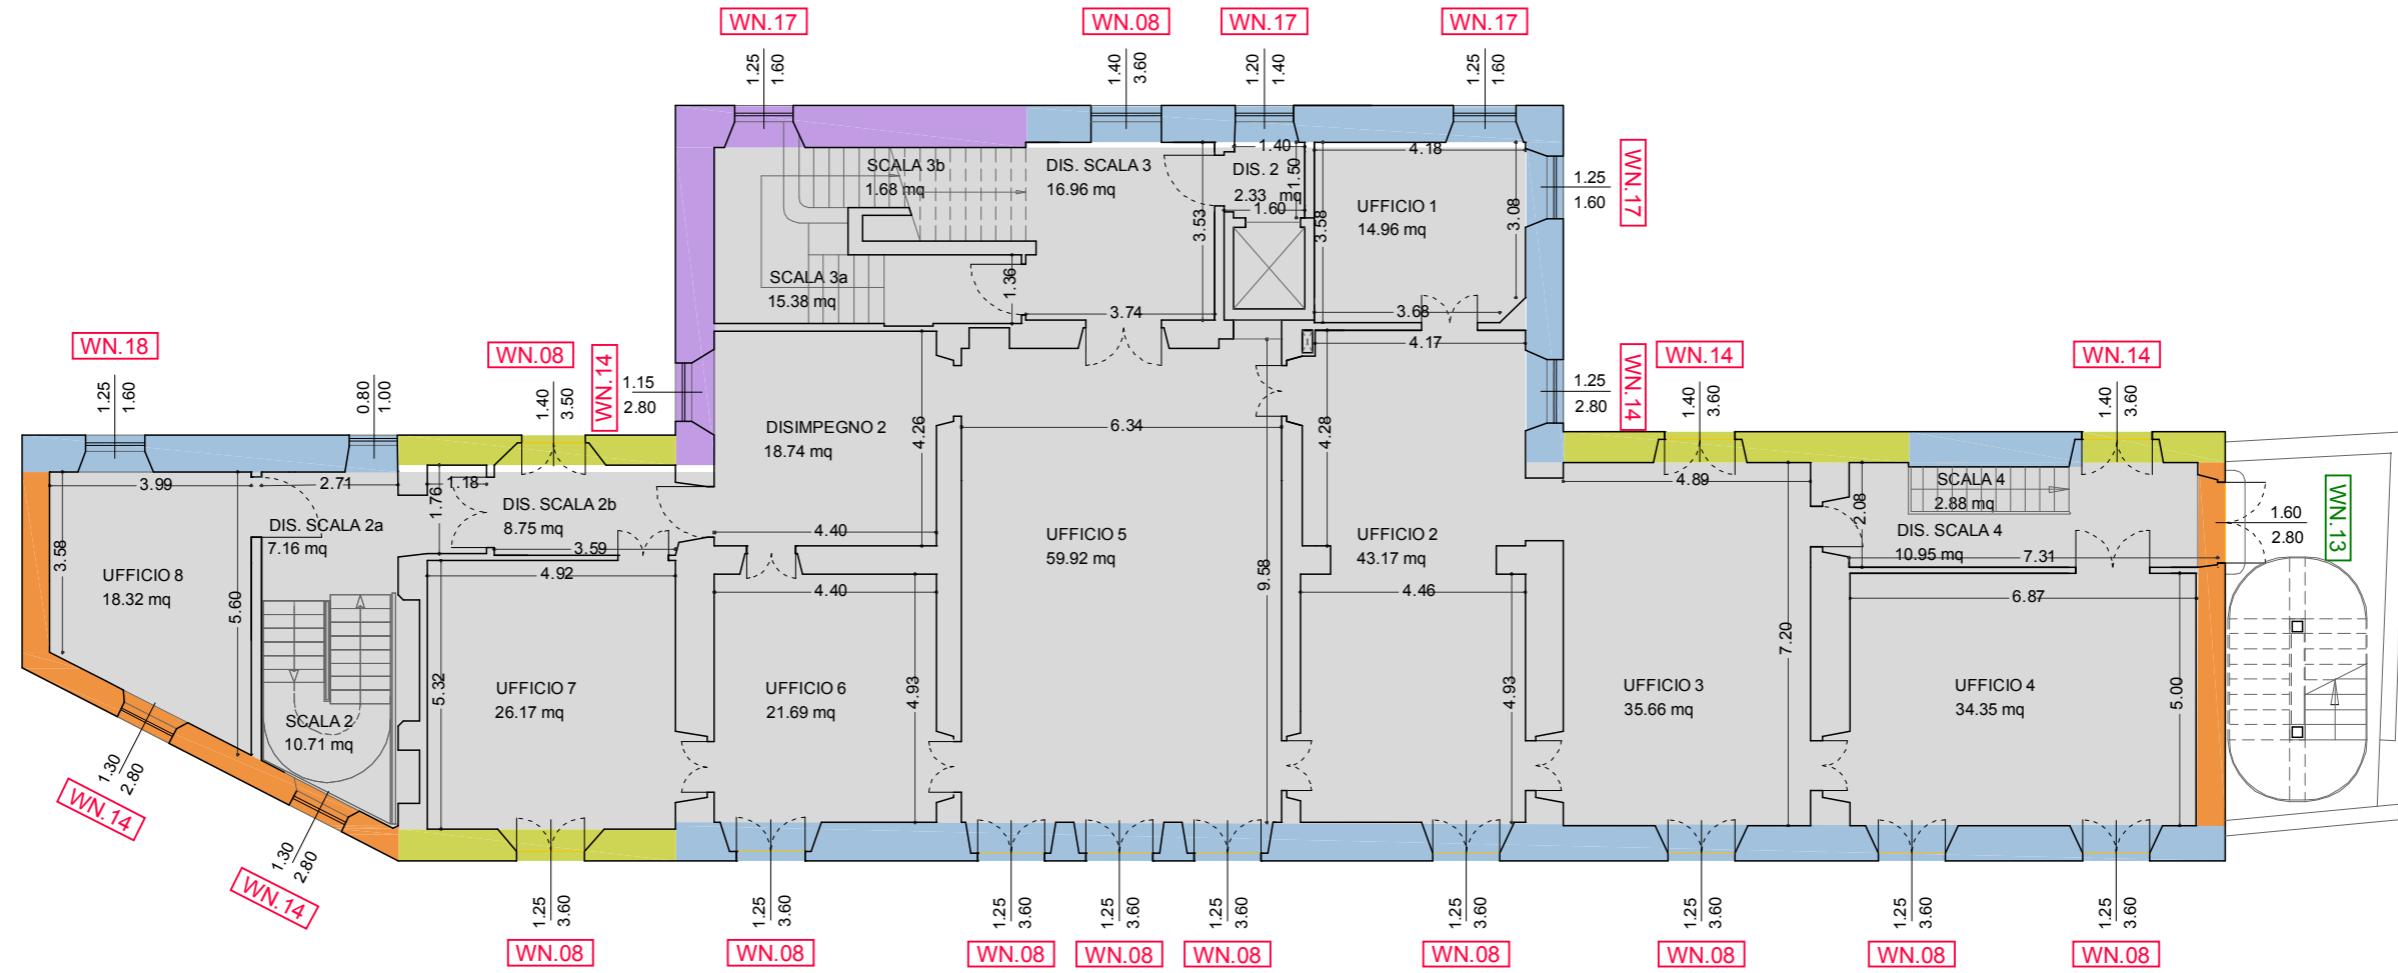 WN.17
WN.08
WN.17
WN.17
1.25
1.60
1.40
3.60
1.20
1.40
1.25
1.60
SCALA 3b
1.68 mq
DIS. SCALA 3
16.96 mq
1.40
DIS. 2
2.33 mq
1.50
1.60
4.18
UFFICIO 1
14.96 mq
3.08
3.58
3.53
1.25
1.60
WN.17
SCALA 3a
15.38 mq
1.36
3.74
3.68
4.17
WN.18
1.25
1.60
0.80
1.00
WN.08
1.40
3.50
WN.14
1.15
2.80
1.25
2.80
WN.14
WN.14
1.40
3.60
WN.14
1.40
3.60
DISIMPEGNO 2
18.74 mq
4.26
6.34
4.28
3.99
2.71
1.76
1.18
DIS. SCALA 2a
7.16 mq
DIS. SCALA 2b
8.75 mq
3.59
4.92
4.40
4.40
4.89
2.08
SCALA 4
2.88 mq
DIS. SCALA 4
10.95 mq
7.31
1.60
2.80
WN.13
3.58
UFFICIO 8
18.32 mq
5.60
UFFICIO 5
59.92 mq
9.58
UFFICIO 2
43.17 mq
4.46
6.87
7.20
SCALA 2
10.71 mq
5.32
UFFICIO 7
26.17 mq
UFFICIO 6
21.69 mq
4.93
4.93
UFFICIO 3
35.66 mq
UFFICIO 4
34.35 mq
5.00
1.30
2.80
WN.14
1.30
2.80
WN.14
1.25
3.60
1.25
3.60
1.25
3.60
1.25
3.60
1.25
3.60
1.25
3.60
1.25
3.60
1.25
3.60
1.25
3.60
WN.08
WN.08
WN.08
WN.08
WN.08
WN.08
WN.08
WN.08
WN.08